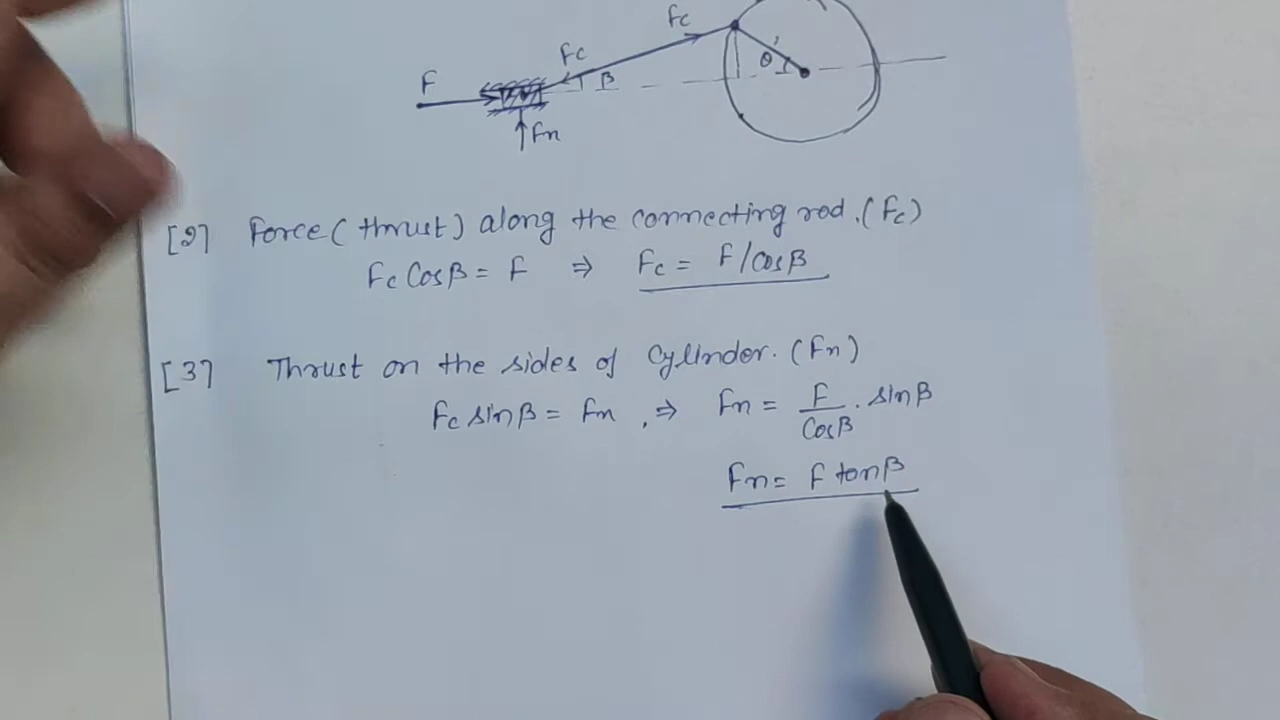 Fc
Fc
F
β
θ
Fn
[2] Force (thrust) along the connecting rod. (Fc)
Fc Cosβ = F ⇒ Fc = F/cosβ
[3] Thrust on the sides of Cylinder. (Fn)
Fc sinβ = Fn , ⇒ Fn = F/Cosβ . sinβ
Fn = F tanβ